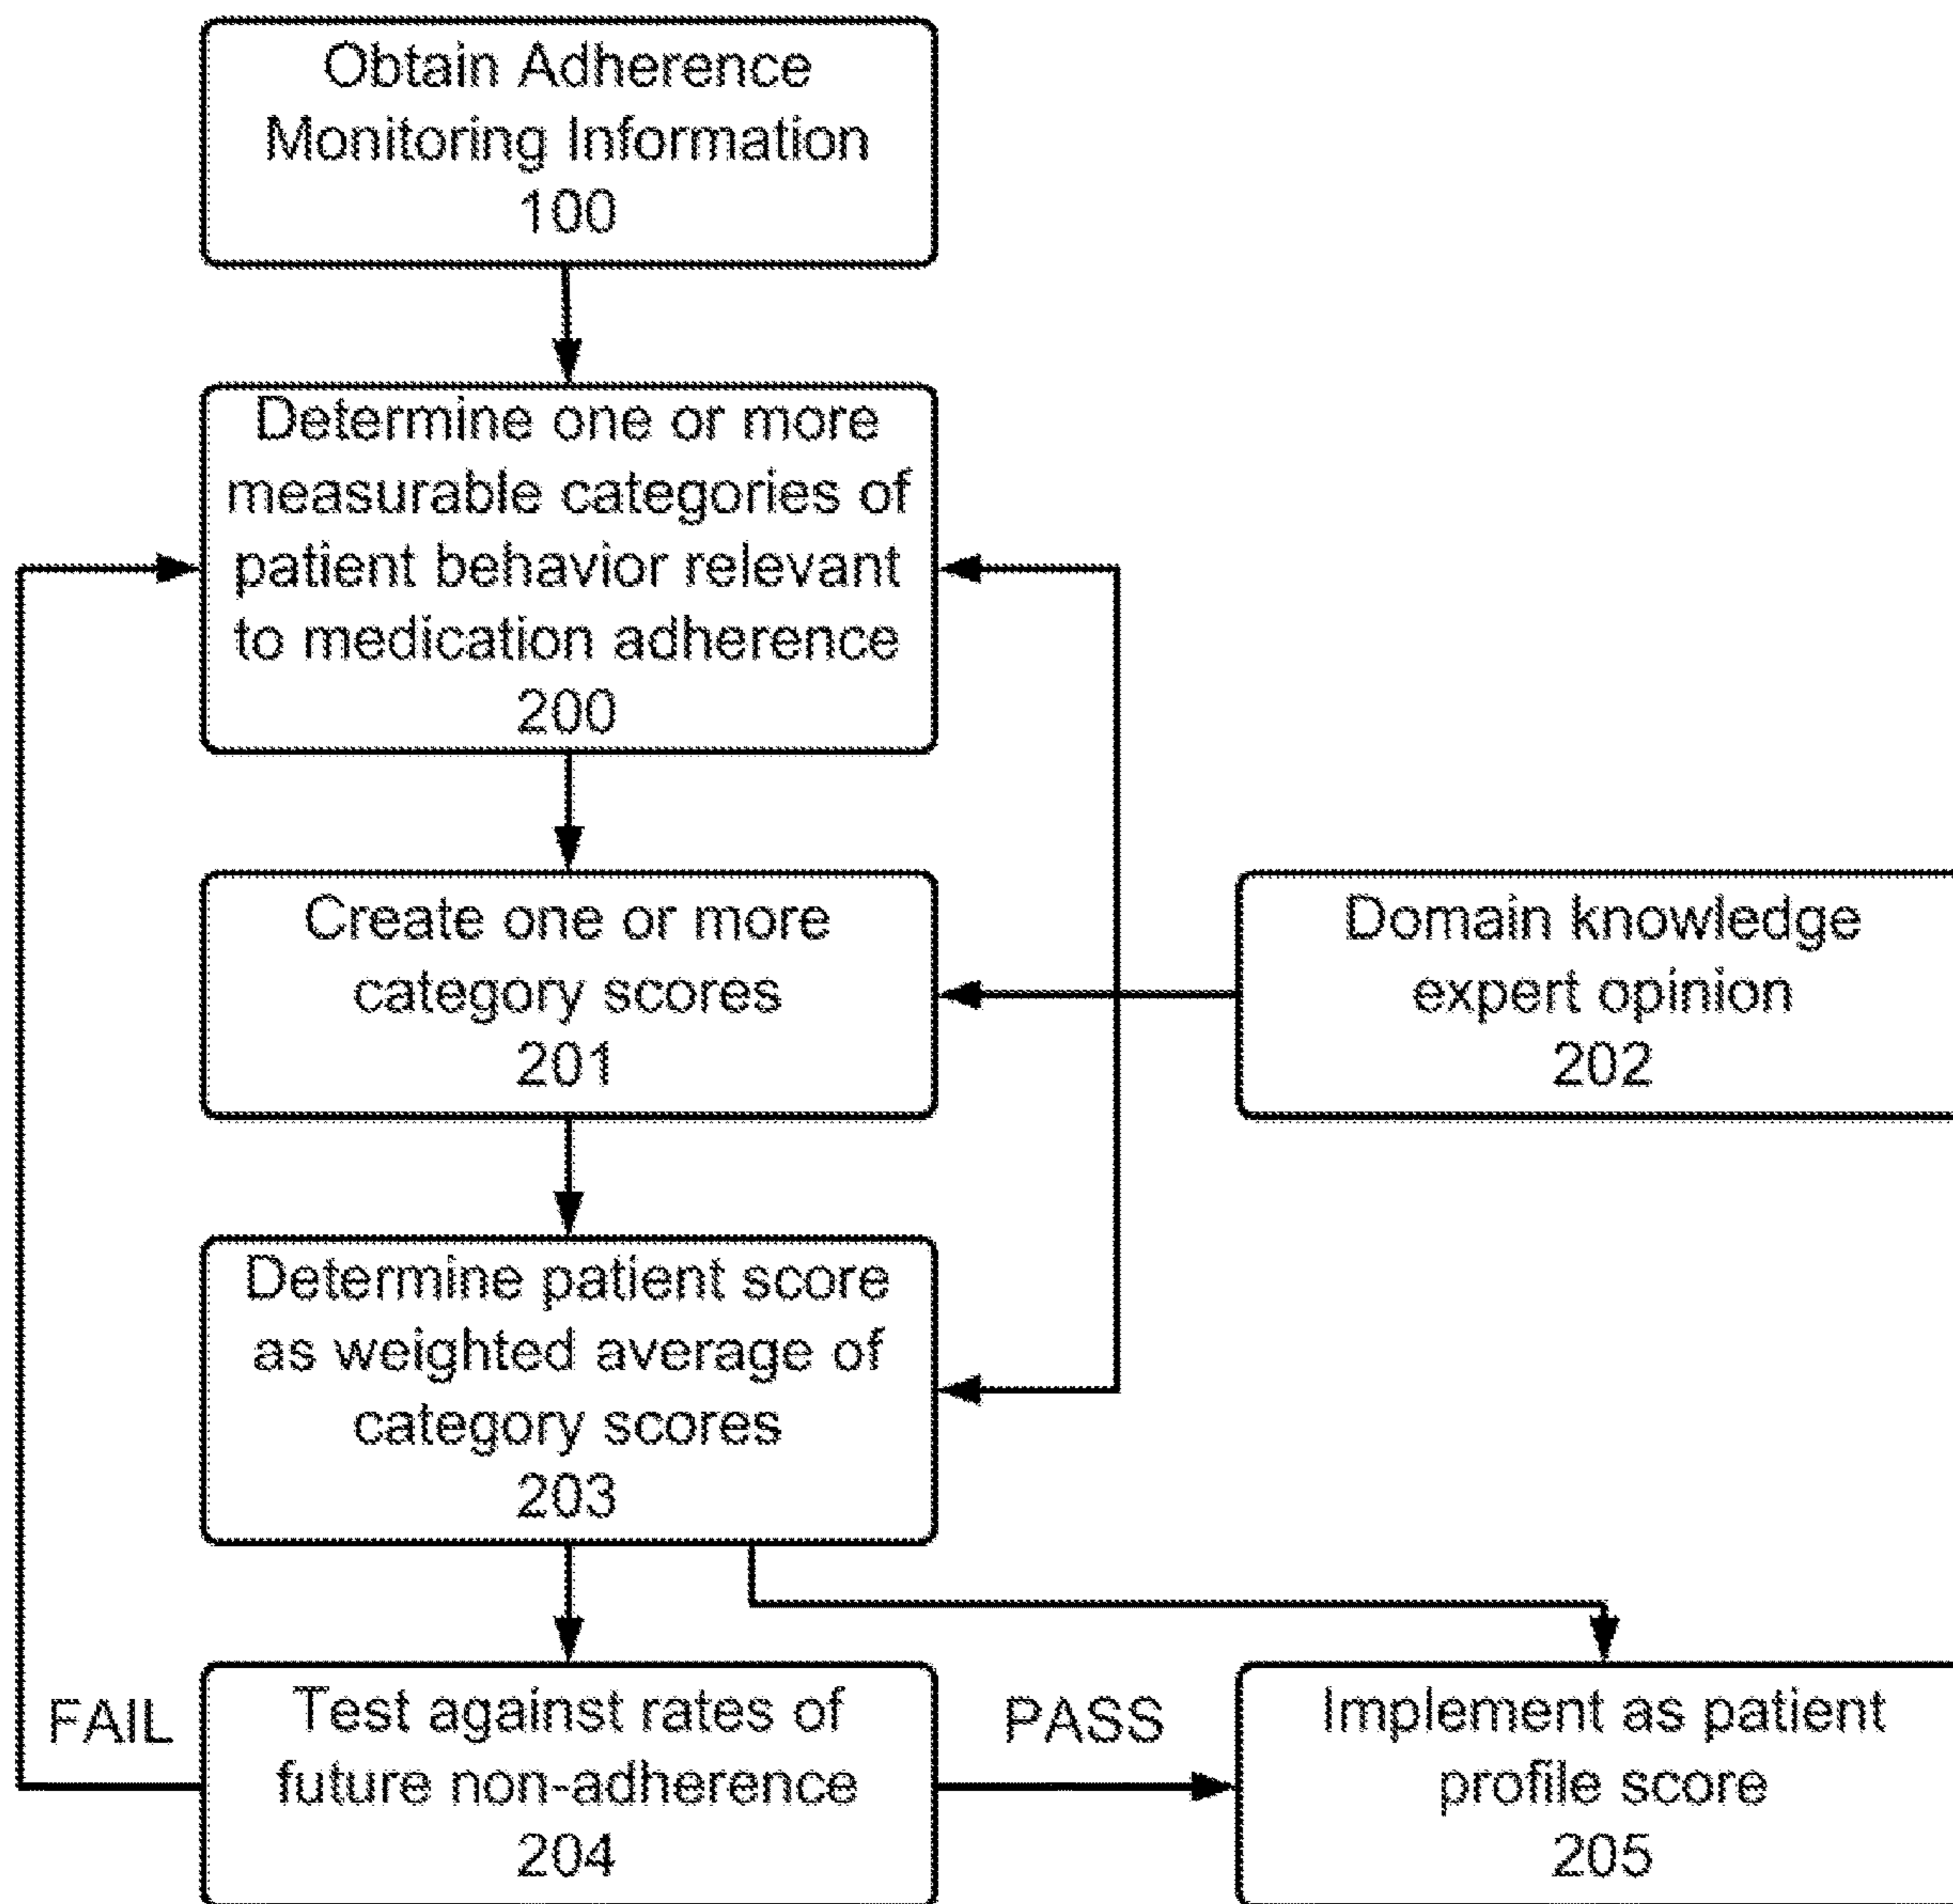 Obtain Adherence
Monitoring Information
100
Determine one or more
measurable categories of
patient behavior relevant
to medication adherence
200
Create one or more
category scores
201
Domain knowledge
expert opinion
202
Determine patient score
as weighted average of
category scores
203
FAIL
Test against rates of
future non-adherence
204
PASS
Implement as patient
profile score
205